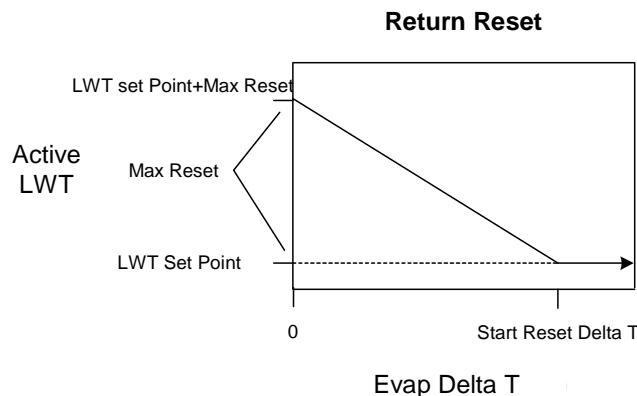 Return Reset
LWT set Point+Max Reset
Active
LWT
Max Reset
LWT Set Point
0
Start Reset Delta T
Evap Delta T